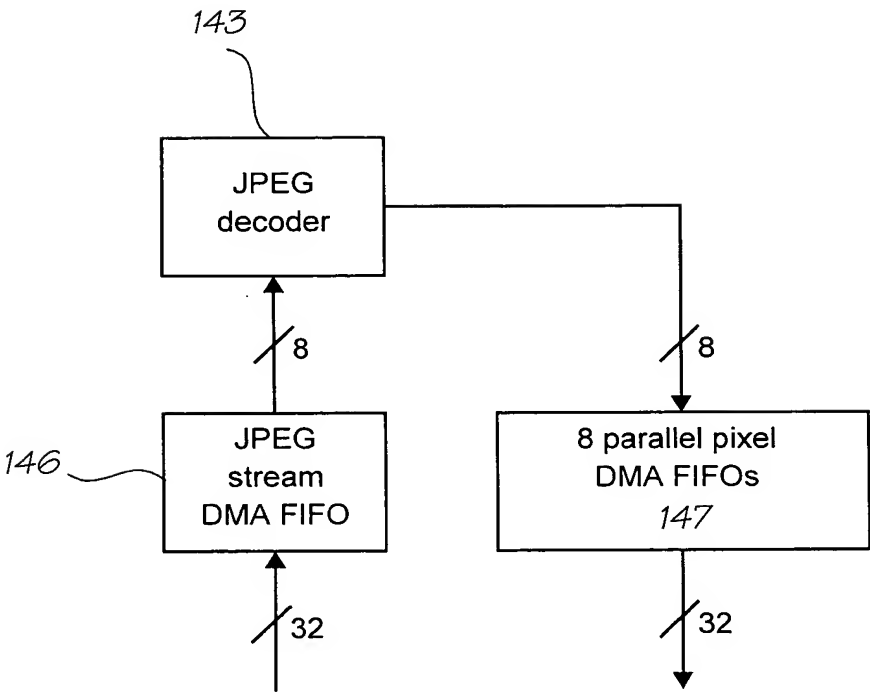 143
JPEG
decoder
8
8
146
JPEG
stream
DMA FIFO
8 parallel pixel
DMA FIFOs
147
32
32